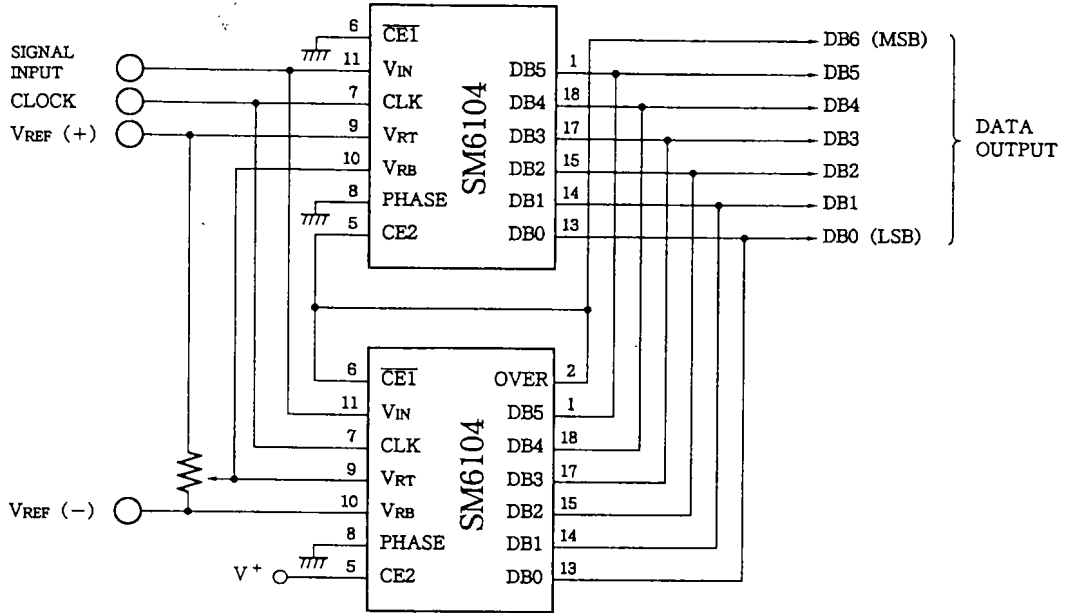 SIGNAL
INPUT
CLOCK
VREF (+)
VREF (−)
V+
6 CE1
11 VIN
7 CLK
9 VRT
10 VRB
8 PHASE
5 CE2
SM6104
DB5 1
DB4 18
DB3 17
DB2 15
DB1 14
DB0 13
DB6 (MSB)
DB5
DB4
DB3
DB2
DB1
DB0 (LSB)
DATA
OUTPUT
6 CE1
11 VIN
7 CLK
9 VRT
10 VRB
8 PHASE
5 CE2
SM6104
OVER 2
DB5 1
DB4 18
DB3 17
DB2 15
DB1 14
DB0 13